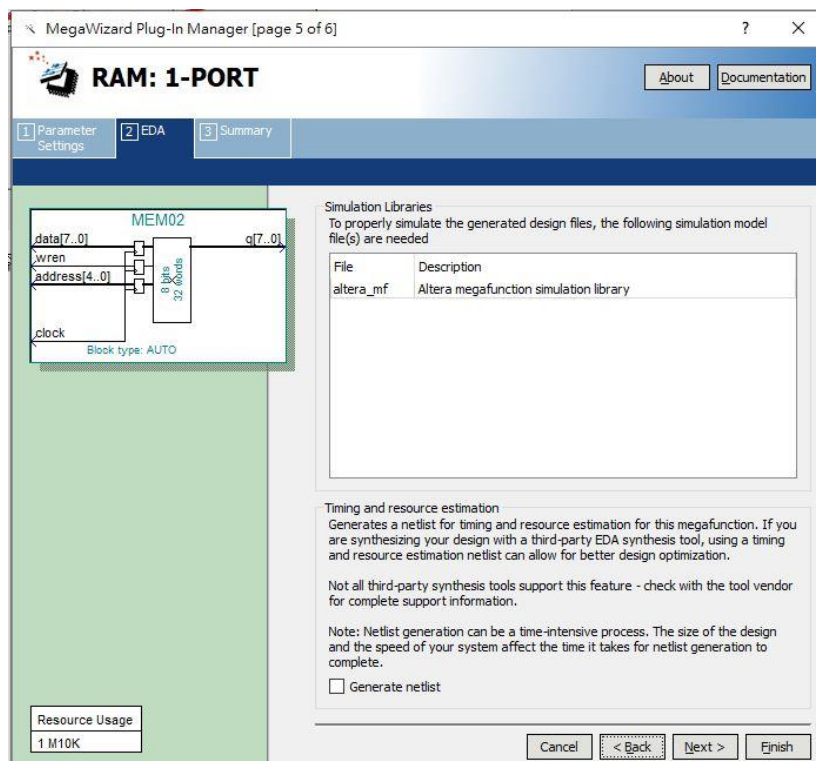 MegaWizard Plug-In Manager [page 5 of 6]
RAM: 1-PORT
About
Documentation
1 Parameter Settings
2 EDA
3 Summary
MEM02
data[7..0]
q[7..0]
wren
address[4..0]
8 bits
32 words
clock
Block type: AUTO
Simulation Libraries
To properly simulate the generated design files, the following simulation model
file(s) are needed
File Description
altera_mf Altera megafunction simulation library
Timing and resource estimation
Generates a netlist for timing and resource estimation for this megafunction. If you
are synthesizing your design with a third-party EDA synthesis tool, using a timing
and resource estimation netlist can allow for better design optimization.
Not all third-party synthesis tools support this feature - check with the tool vendor
for complete support information.
Note: Netlist generation can be a time-intensive process. The size of the design
and the speed of your system affect the time it takes for netlist generation to
complete.
Generate netlist
Resource Usage
1 M10K
Cancel
< Back
Next >
Finish